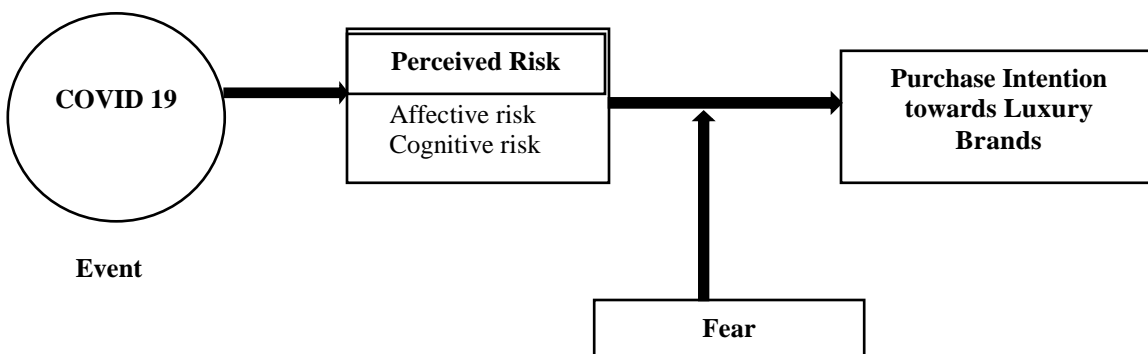 COVID 19
Event
Perceived Risk
Affective risk
Cognitive risk
Purchase Intention
towards Luxury
Brands
Fear